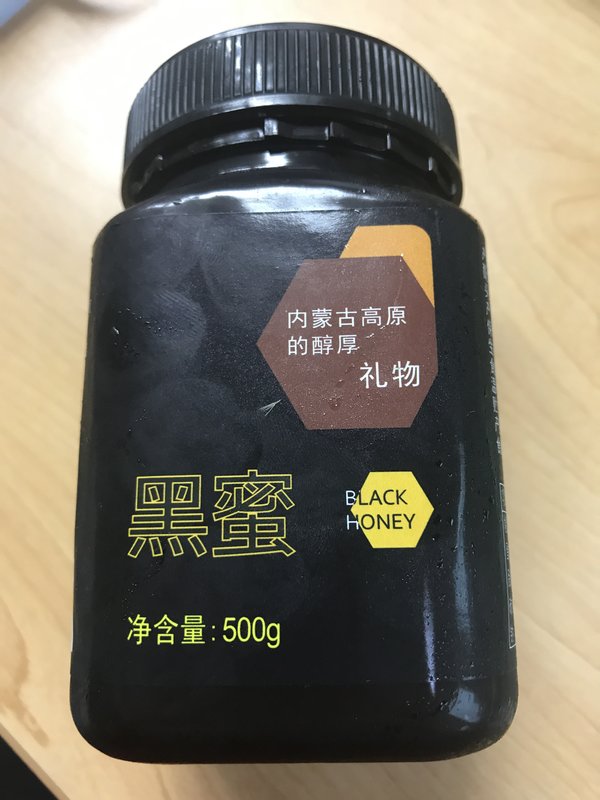 内蒙古高原
的醇厚
礼物
黑蜜
BLACK
HONEY
净含量:500g